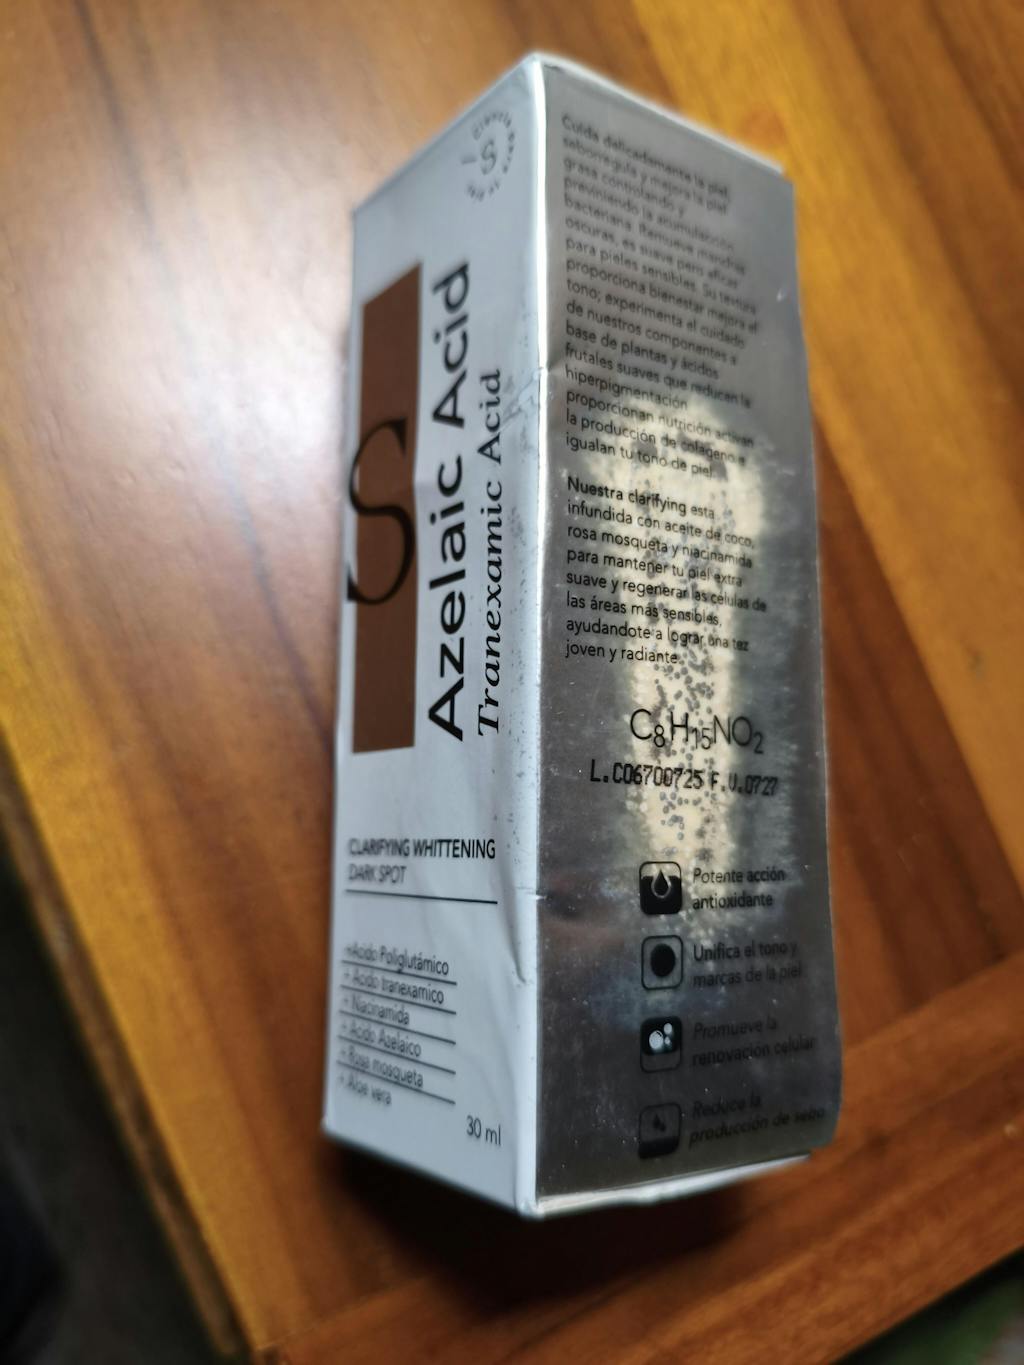 S
S
Azelaic Acid
Tranexamic Acid
CLARIFYING WHITTENING
DARK SPOT
+Acido Poliglutámico
+ Acido tranexamico
+ Niacinamida
+ Acido Azelaico
+ Rosa mosqueta
+ Aloe vera
30 ml
Cuida delicadamente la piel,
seborregula y mejora la piel
grasa controlando y
previniendo la acumulación
bacteriana. Remueve manchas
oscuras, es suave pero eficaz
para pieles sensibles. Su textura
proporciona bienestar mejora el
tono; experimenta el cuidado
de nuestros componentes a
base de plantas y ácidos
frutales suaves que reducen la
hiperpigmentación
proporcionan nutrición activan
la producción de colageno e
igualan tu tono de piel.
Nuestra clarifying esta
infundida con aceite de coco,
rosa mosqueta y niacinamida
para mantener tu piel extra
suave y regenerar las células de
las áreas más sensibles,
ayudandote a lograr una tez
joven y radiante.
C₈H₁₅NO₂
L.C06700725 F.V.0727
Potente acción
antioxidante
Unifica el tono y
marcas de la piel
Promueve la
renovación celular
Reduce la
producción de sebo